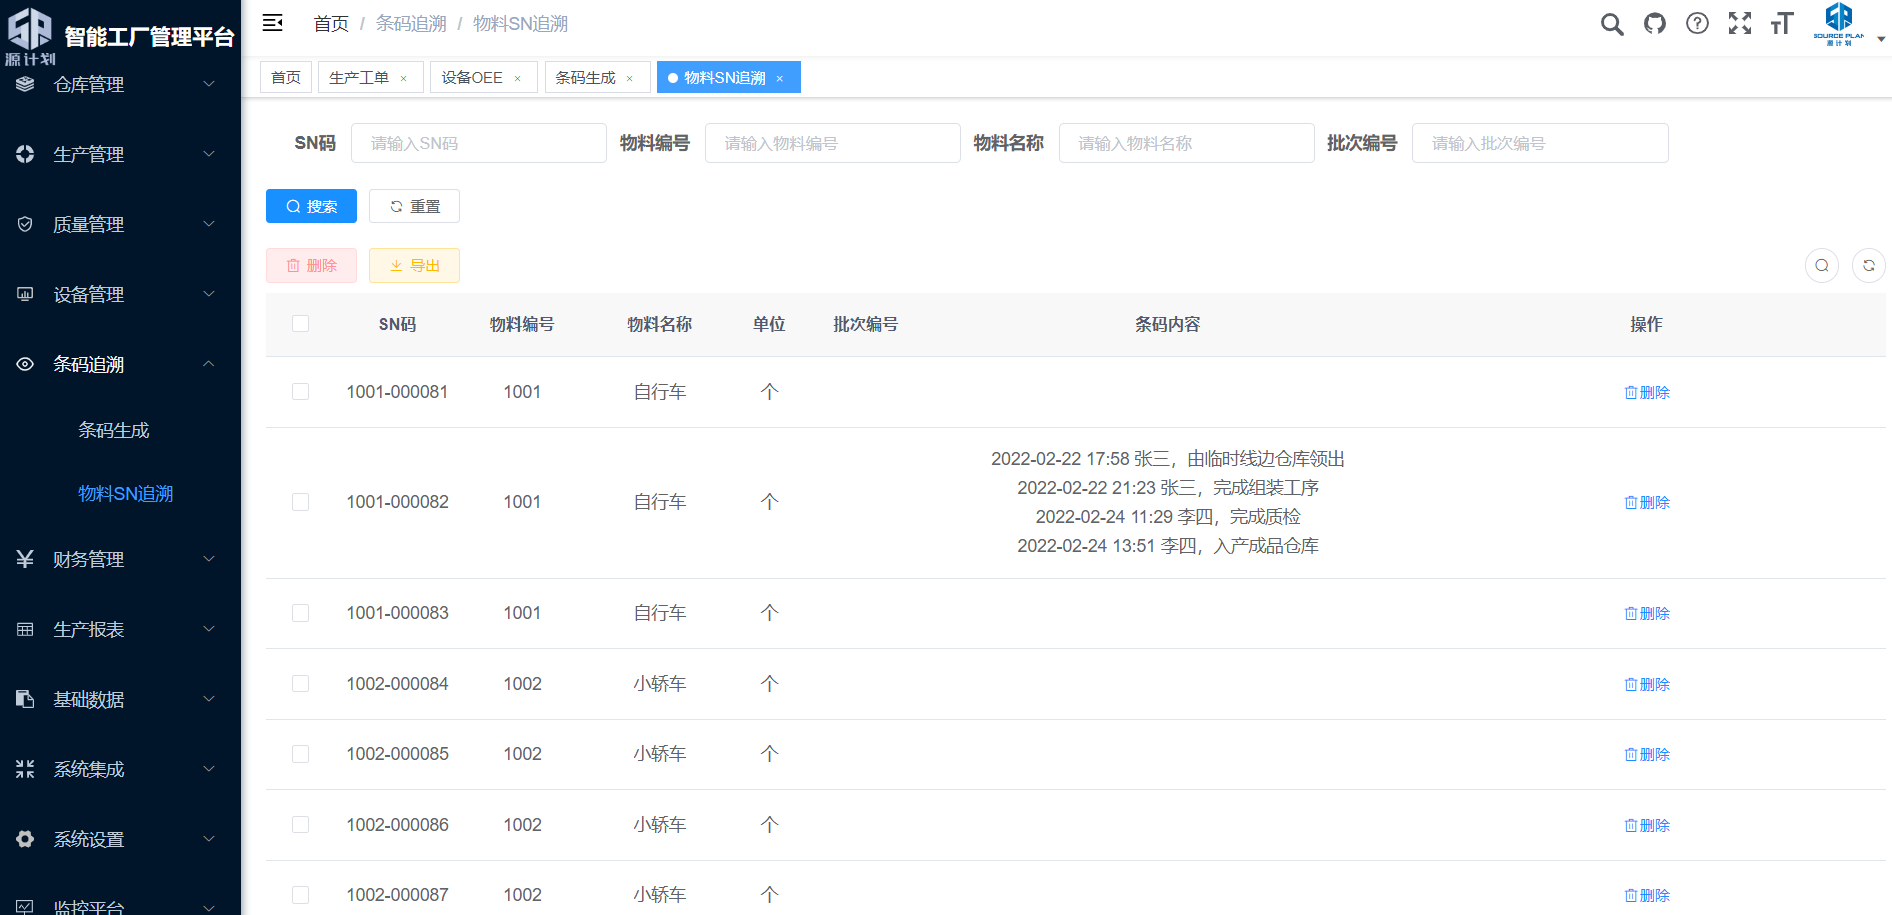 源计划
智能工厂管理平台
仓库管理
生产管理
质量管理
设备管理
条码追溯
条码生成
物料SN追溯
财务管理
生产报表
基础数据
系统集成
系统设置
监控平台
首页 / 条码追溯 / 物料SN追溯
SOURCE PLAN
源计划
首页 生产工单 × 设备OEE × 条码生成 × 物料SN追溯 ×
SN码 请输入SN码 物料编号 请输入物料编号 物料名称 请输入物料名称 批次编号 请输入批次编号
搜索 重置
删除 导出
SN码 物料编号 物料名称 单位 批次编号 条码内容 操作
1001-000081 1001 自行车 个 删除
2022-02-22 17:58 张三，由临时线边仓库领出
2022-02-22 21:23 张三，完成组装工序
1001-000082 1001 自行车 个 删除
2022-02-24 11:29 李四，完成质检
2022-02-24 13:51 李四，入产成品仓库
1001-000083 1001 自行车 个 删除
1002-000084 1002 小轿车 个 删除
1002-000085 1002 小轿车 个 删除
1002-000086 1002 小轿车 个 删除
1002-000087 1002 小轿车 个 删除